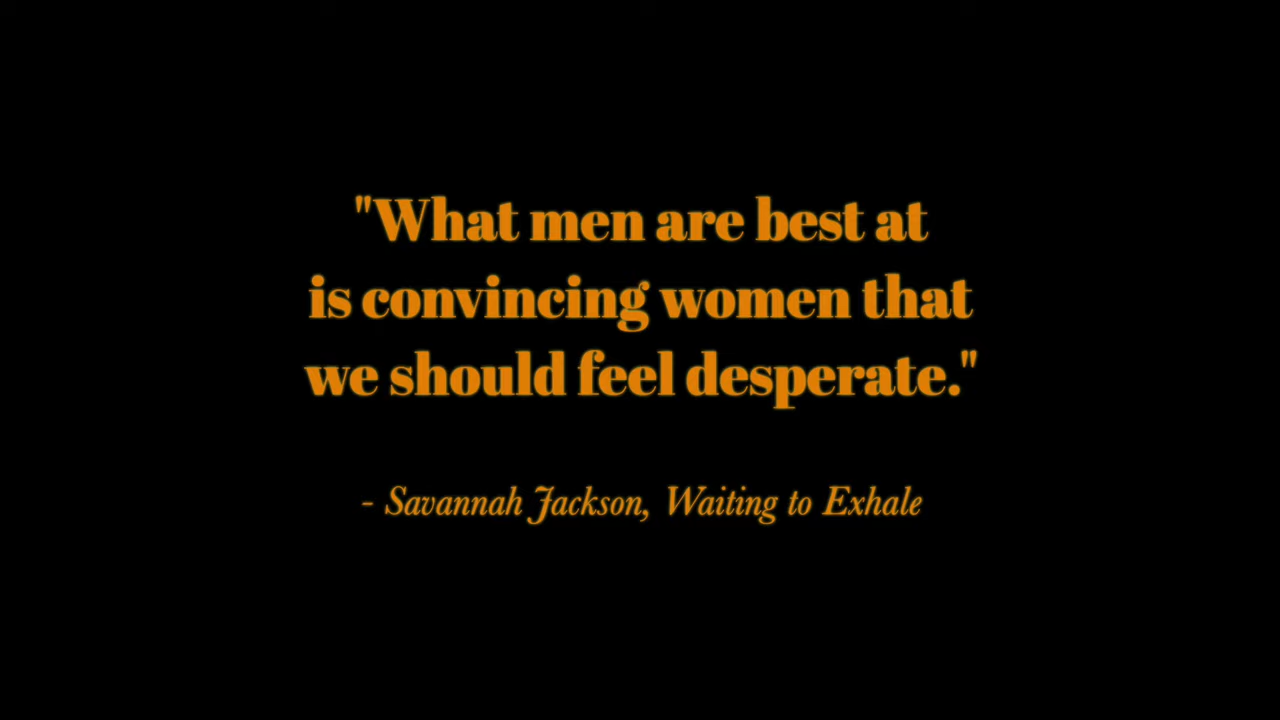 "What men are best at
is convincing women that
we should feel desperate."
- Savannah Jackson, Waiting to Exhale